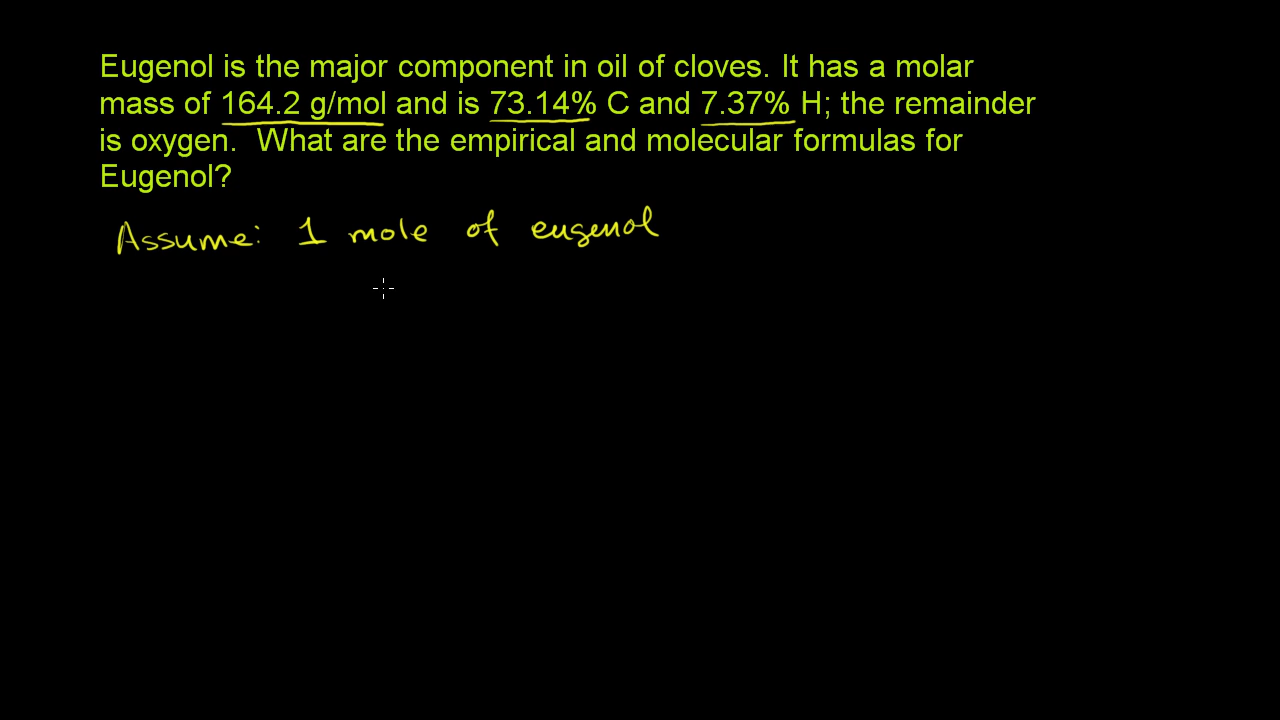 Eugenol is the major component in oil of cloves. It has a molar
mass of 164.2 g/mol and is 73.14% C and 7.37% H; the remainder
is oxygen.  What are the empirical and molecular formulas for
Eugenol?
Assume: 1 mole of eugenol